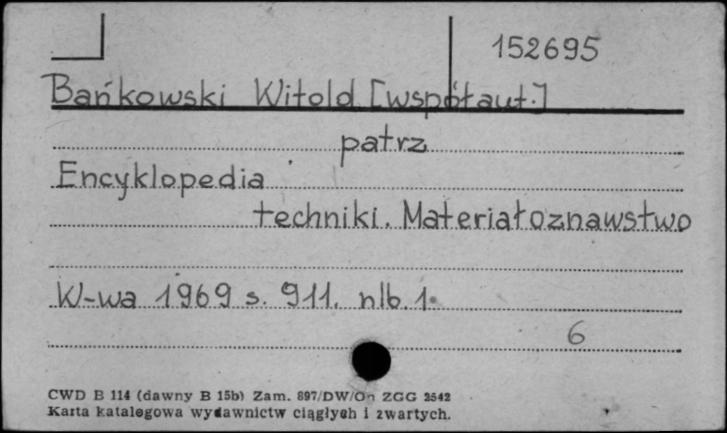 152695
Bańkowski Witold [współaut.]
patrz
Encyklopedia
techniki. Materiałoznawstwo
W-wa 1969 s. 911. nlb. 1.
6
CWD B 114 (dawny B 15b) Zam. 897/DW/On ZGG 2542
Karta katalogowa wydawnictw ciągłych i zwartych.